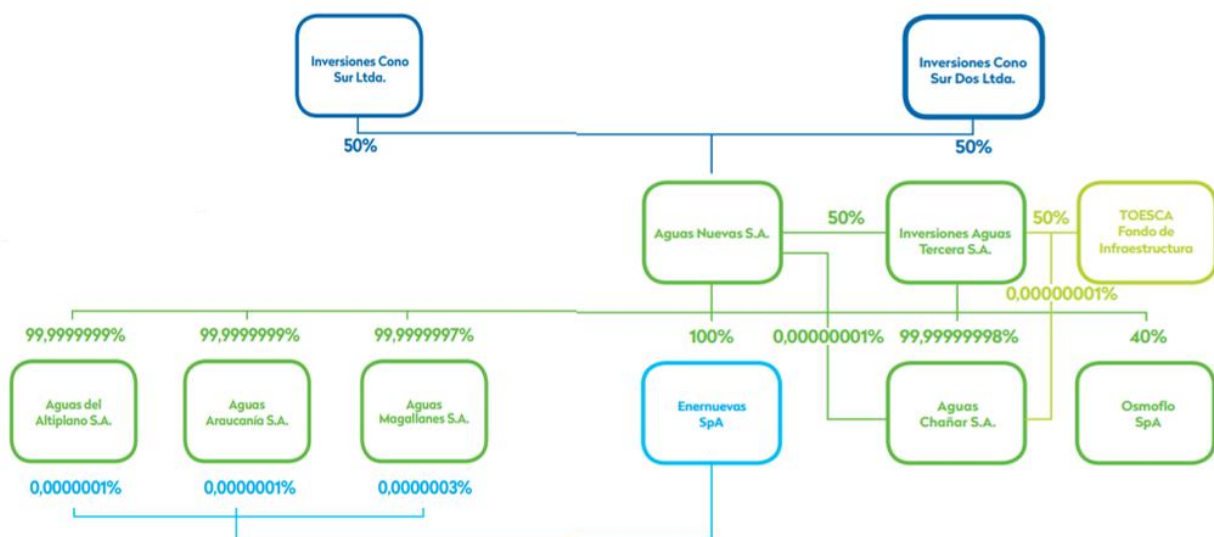 Inversiones Cono
Sur Ltda.
Inversiones Cono
Sur Dos Ltda.
50%
50%
Aguas Nuevas S.A.
50%
Inversiones Aguas
Tercera S.A.
50%
TOESCA
Fondo de
Infraestructura
0,00000001%
99,9999999%
99,9999999%
99,9999997%
100%
0,00000001%
99,99999998%
40%
Aguas del
Altiplano S.A.
Aguas
Araucanía S.A.
Aguas
Magallanes S.A.
Enernuevas
SpA
Aguas
Chañar S.A.
Osmoflo
SpA
0,0000001%
0,0000001%
0,0000003%